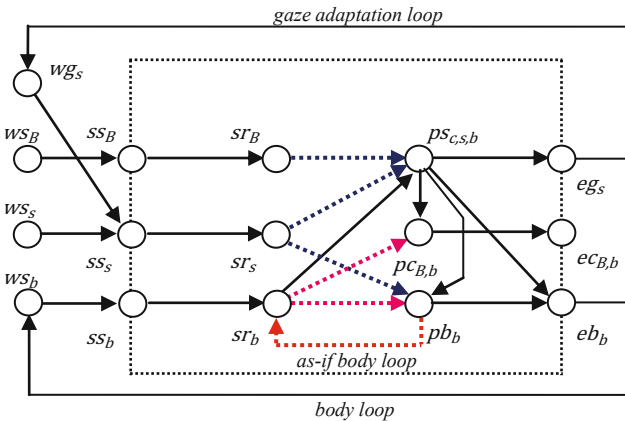 gaze adaptation loop
wg_s
ws_B ss_B sr_B ps_c,s,b
ws_s ss_s sr_s pc_B,b eg_s
ws_b ss_b sr_b pb_b ec_B,b
eb_b
as-if body loop
body loop